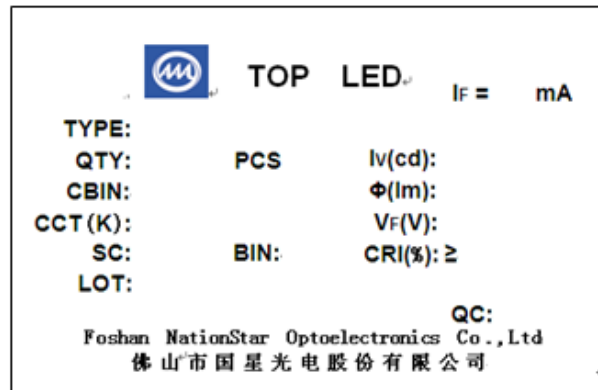 TOP LED IF = mA
TYPE:
QTY: PCS IV(cd):
CBIN: Φ(lm):
CCT(K): VF(V):
SC: BIN: CRI(%): ≥
LOT:
QC:
Foshan NationStar Optoelectronics Co.,Ltd
佛山市国星光电股份有限公司